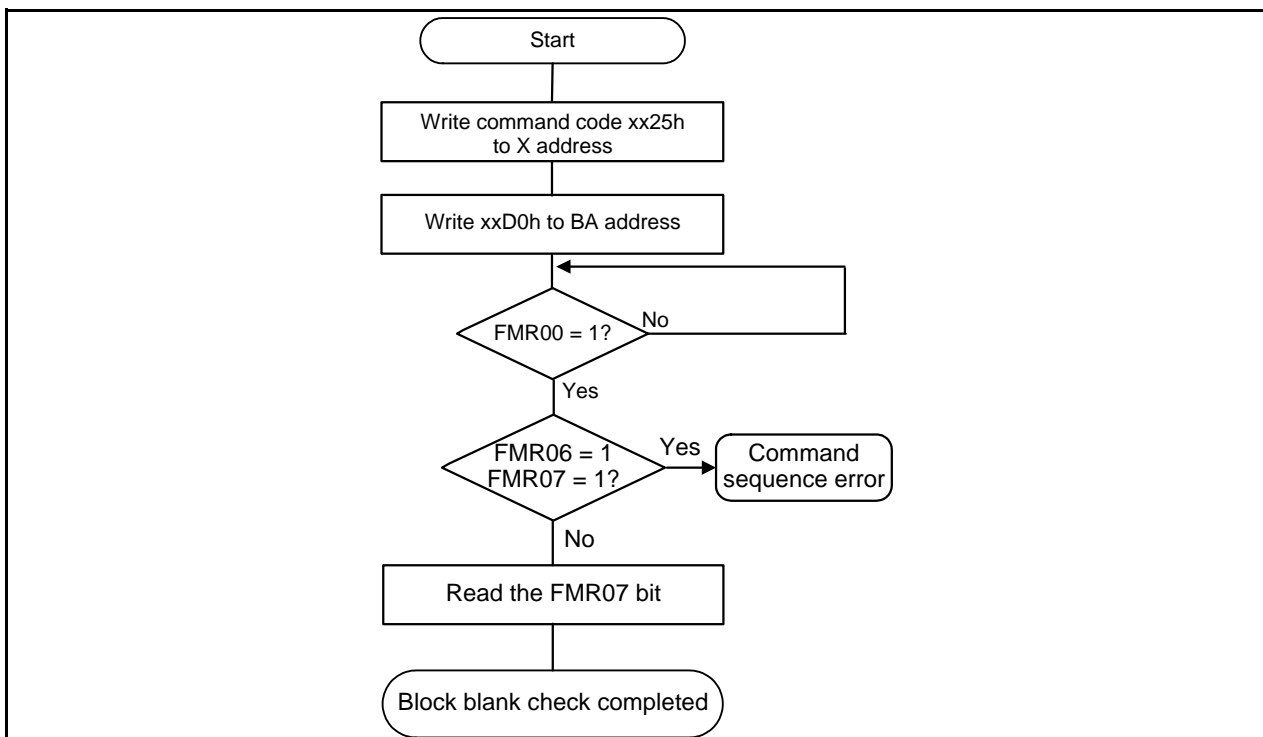 Start
Write command code xx25h
to X address
Write xxD0h to BA address
FMR00 = 1?
No
Yes
FMR06 = 1
FMR07 = 1?
Yes
Command
sequence error
No
Read the FMR07 bit
Block blank check completed